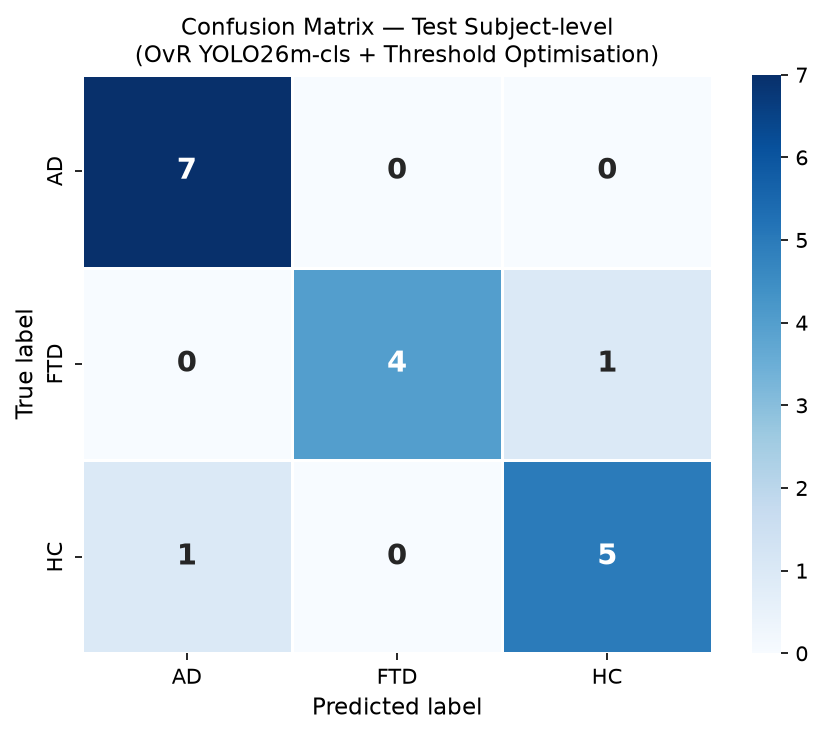 Confusion Matrix — Test Subject-level
(OvR YOLO26m-cls + Threshold Optimisation)
7
6
5
4
3
2
1
0
True label
AD
7 0 0
FTD
0 4 1
HC
1 0 5
AD FTD HC
Predicted label